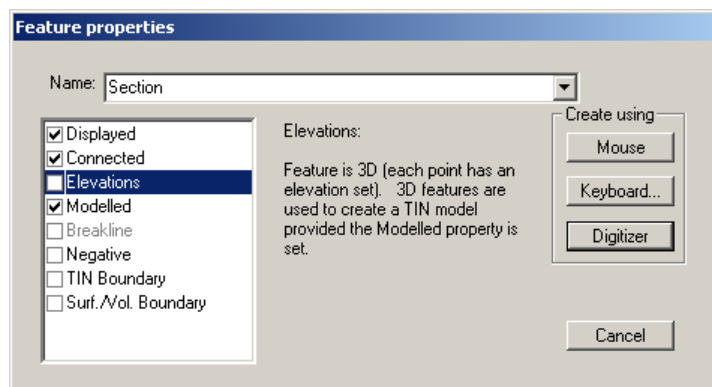 Feature properties
Name: Section
Displayed
Connected
Elevations
Modelled
Breakline
Negative
TIN Boundary
Surf./Vol. Boundary
Elevations:
Feature is 3D (each point has an
elevation set). 3D features are
used to create a TIN model
provided the Modelled property is
set.
Create using
Mouse
Keyboard...
Digitizer
Cancel